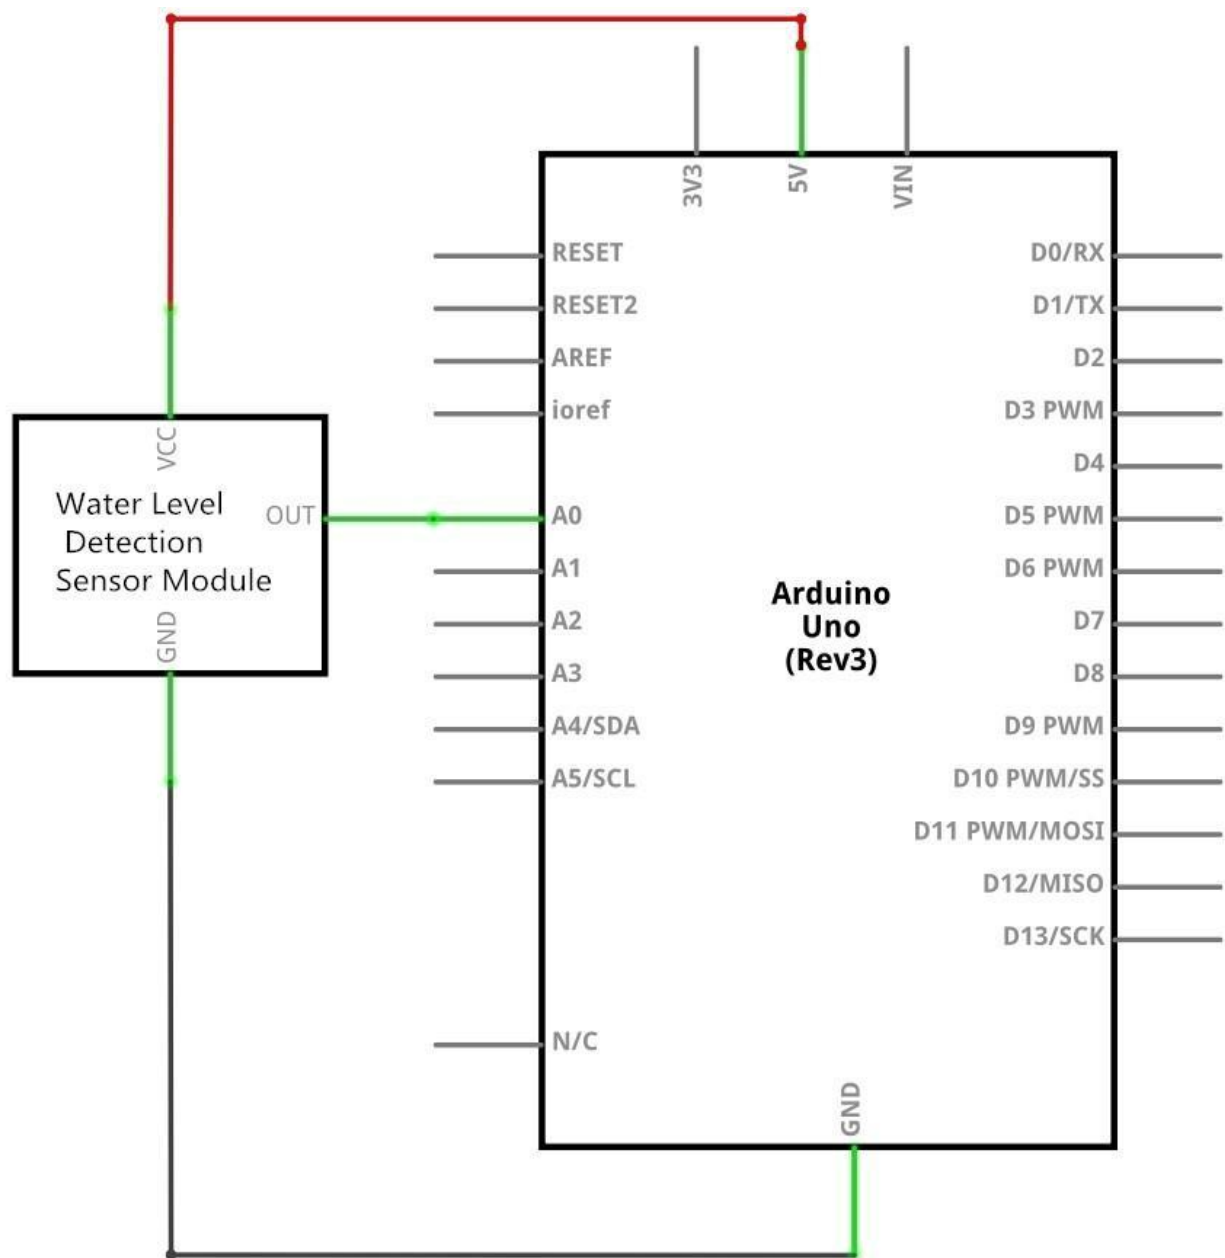 3V3
5V
VIN
RESET
D0/RX
RESET2
D1/TX
AREF
D2
ioref
D3 PWM
VCC
D4
Water Level
Detection
Sensor Module
OUT
A0
D5 PWM
A1
D6 PWM
Arduino
Uno
(Rev3)
GND
A2
D7
A3
D8
A4/SDA
D9 PWM
A5/SCL
D10 PWM/SS
D11 PWM/MOSI
D12/MISO
D13/SCK
N/C
GND